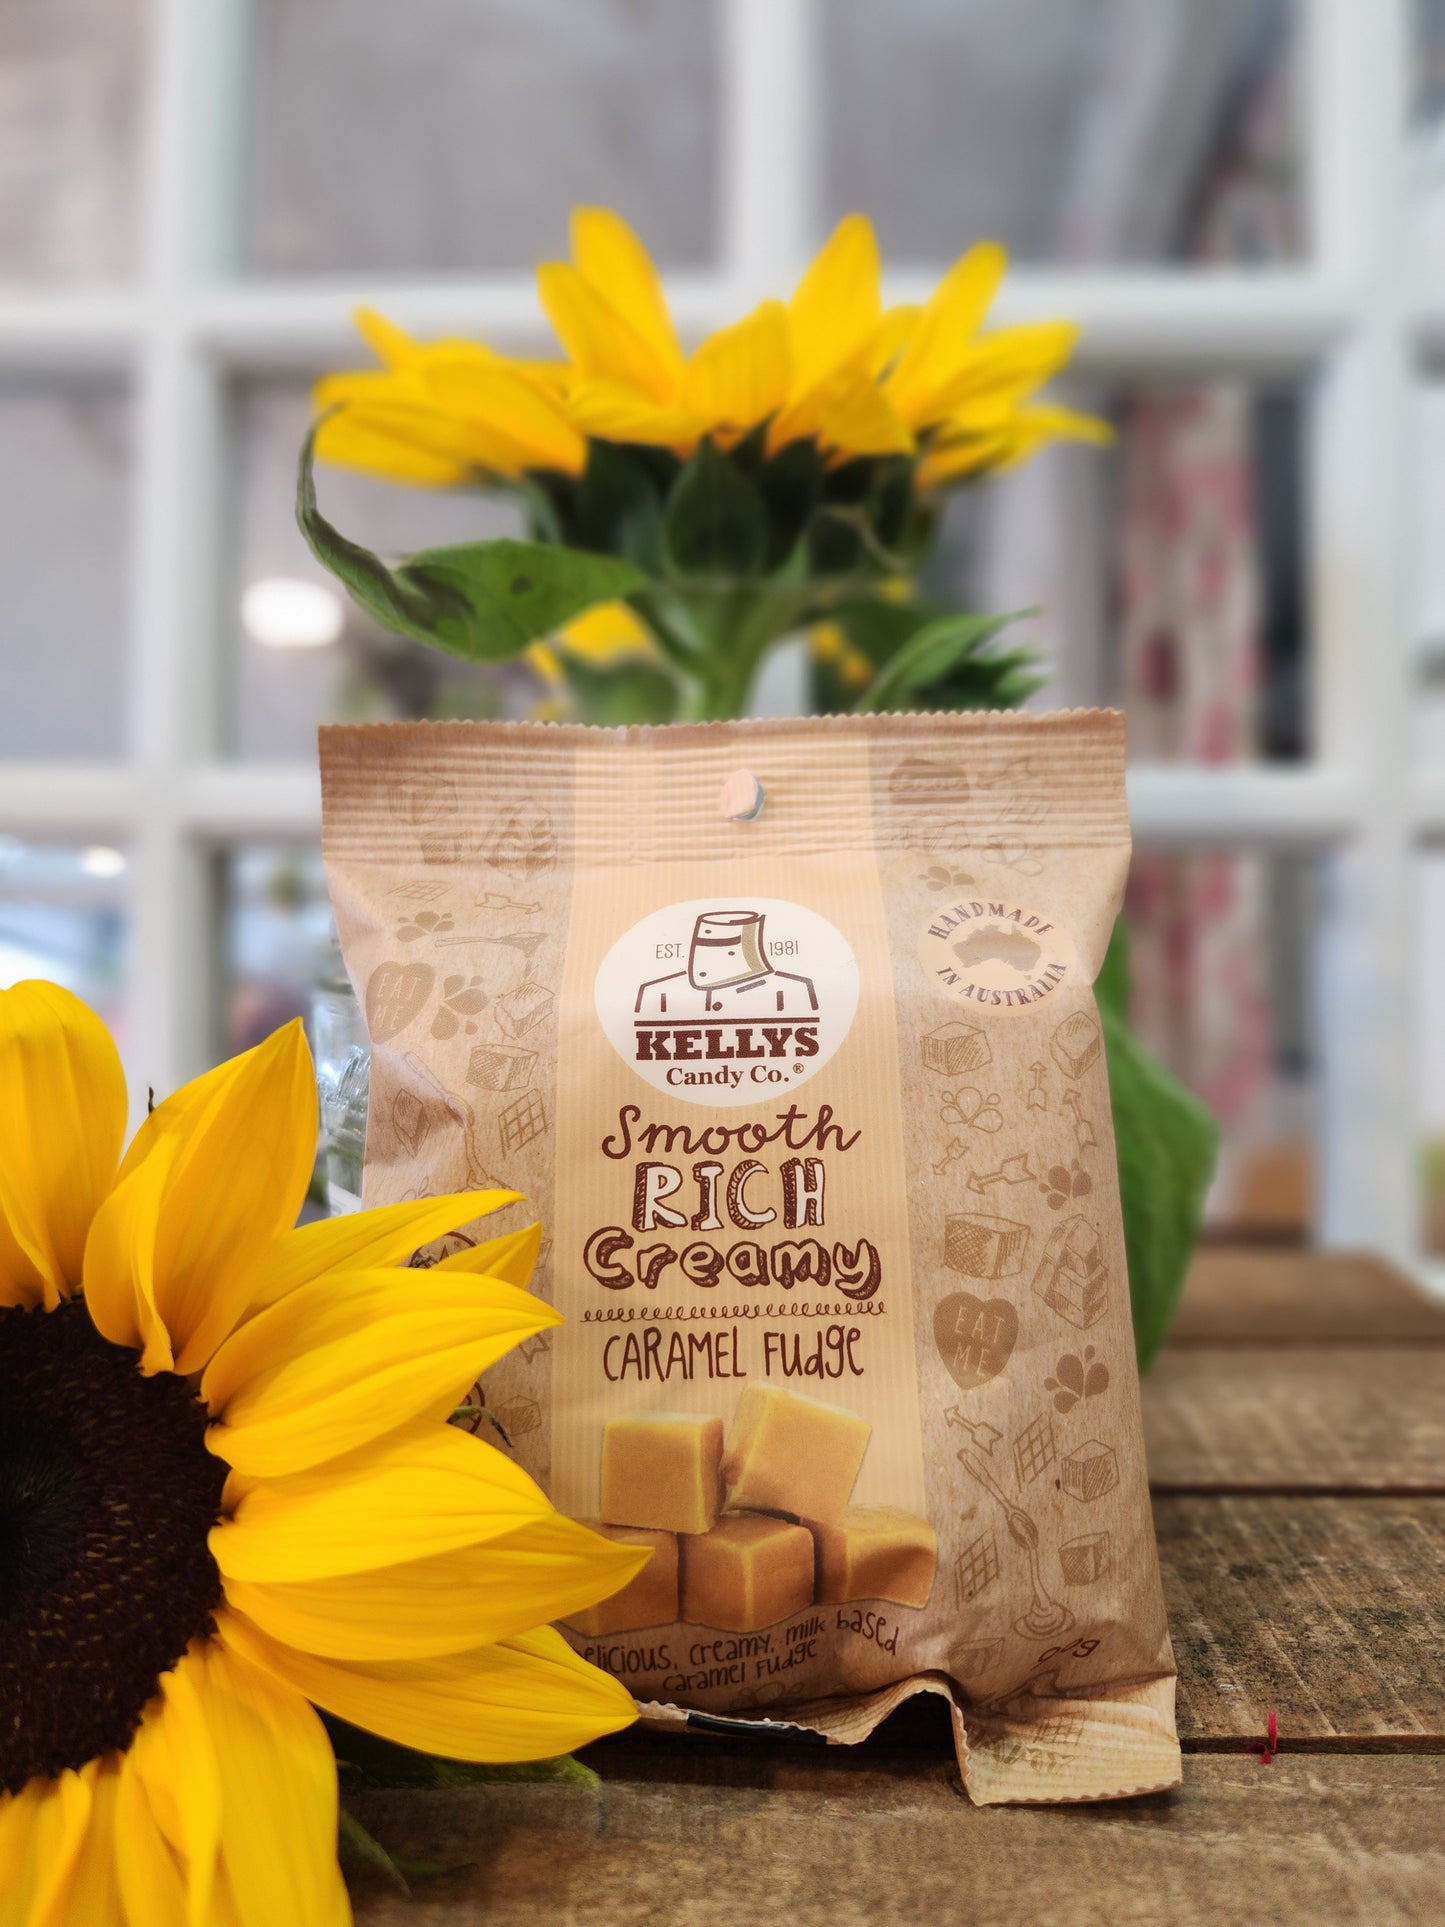 HANDMADE
IN AUSTRALIA
EST. 1981
KELLYS
Candy Co.®
Smooth
RICH
Creamy
CARAMEL FUdge
EAT
ME
EAT
ME
creamy, milk based
caramel Fudge